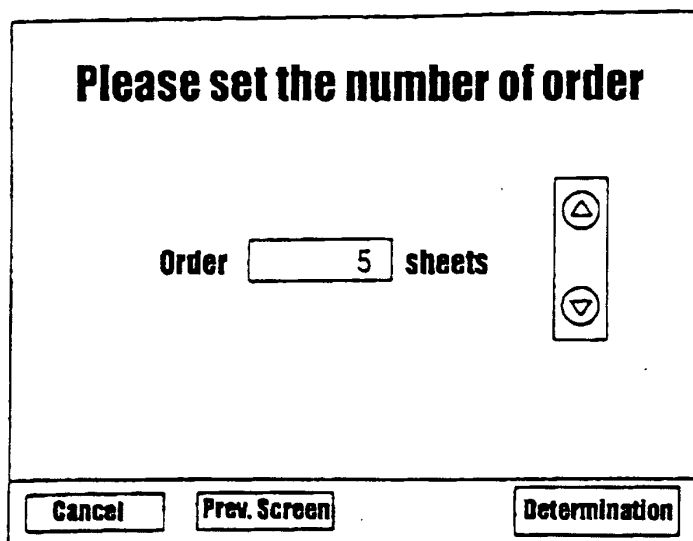 Please set the number of order
Order 5 sheets
Cancel Prev. Screen Determination